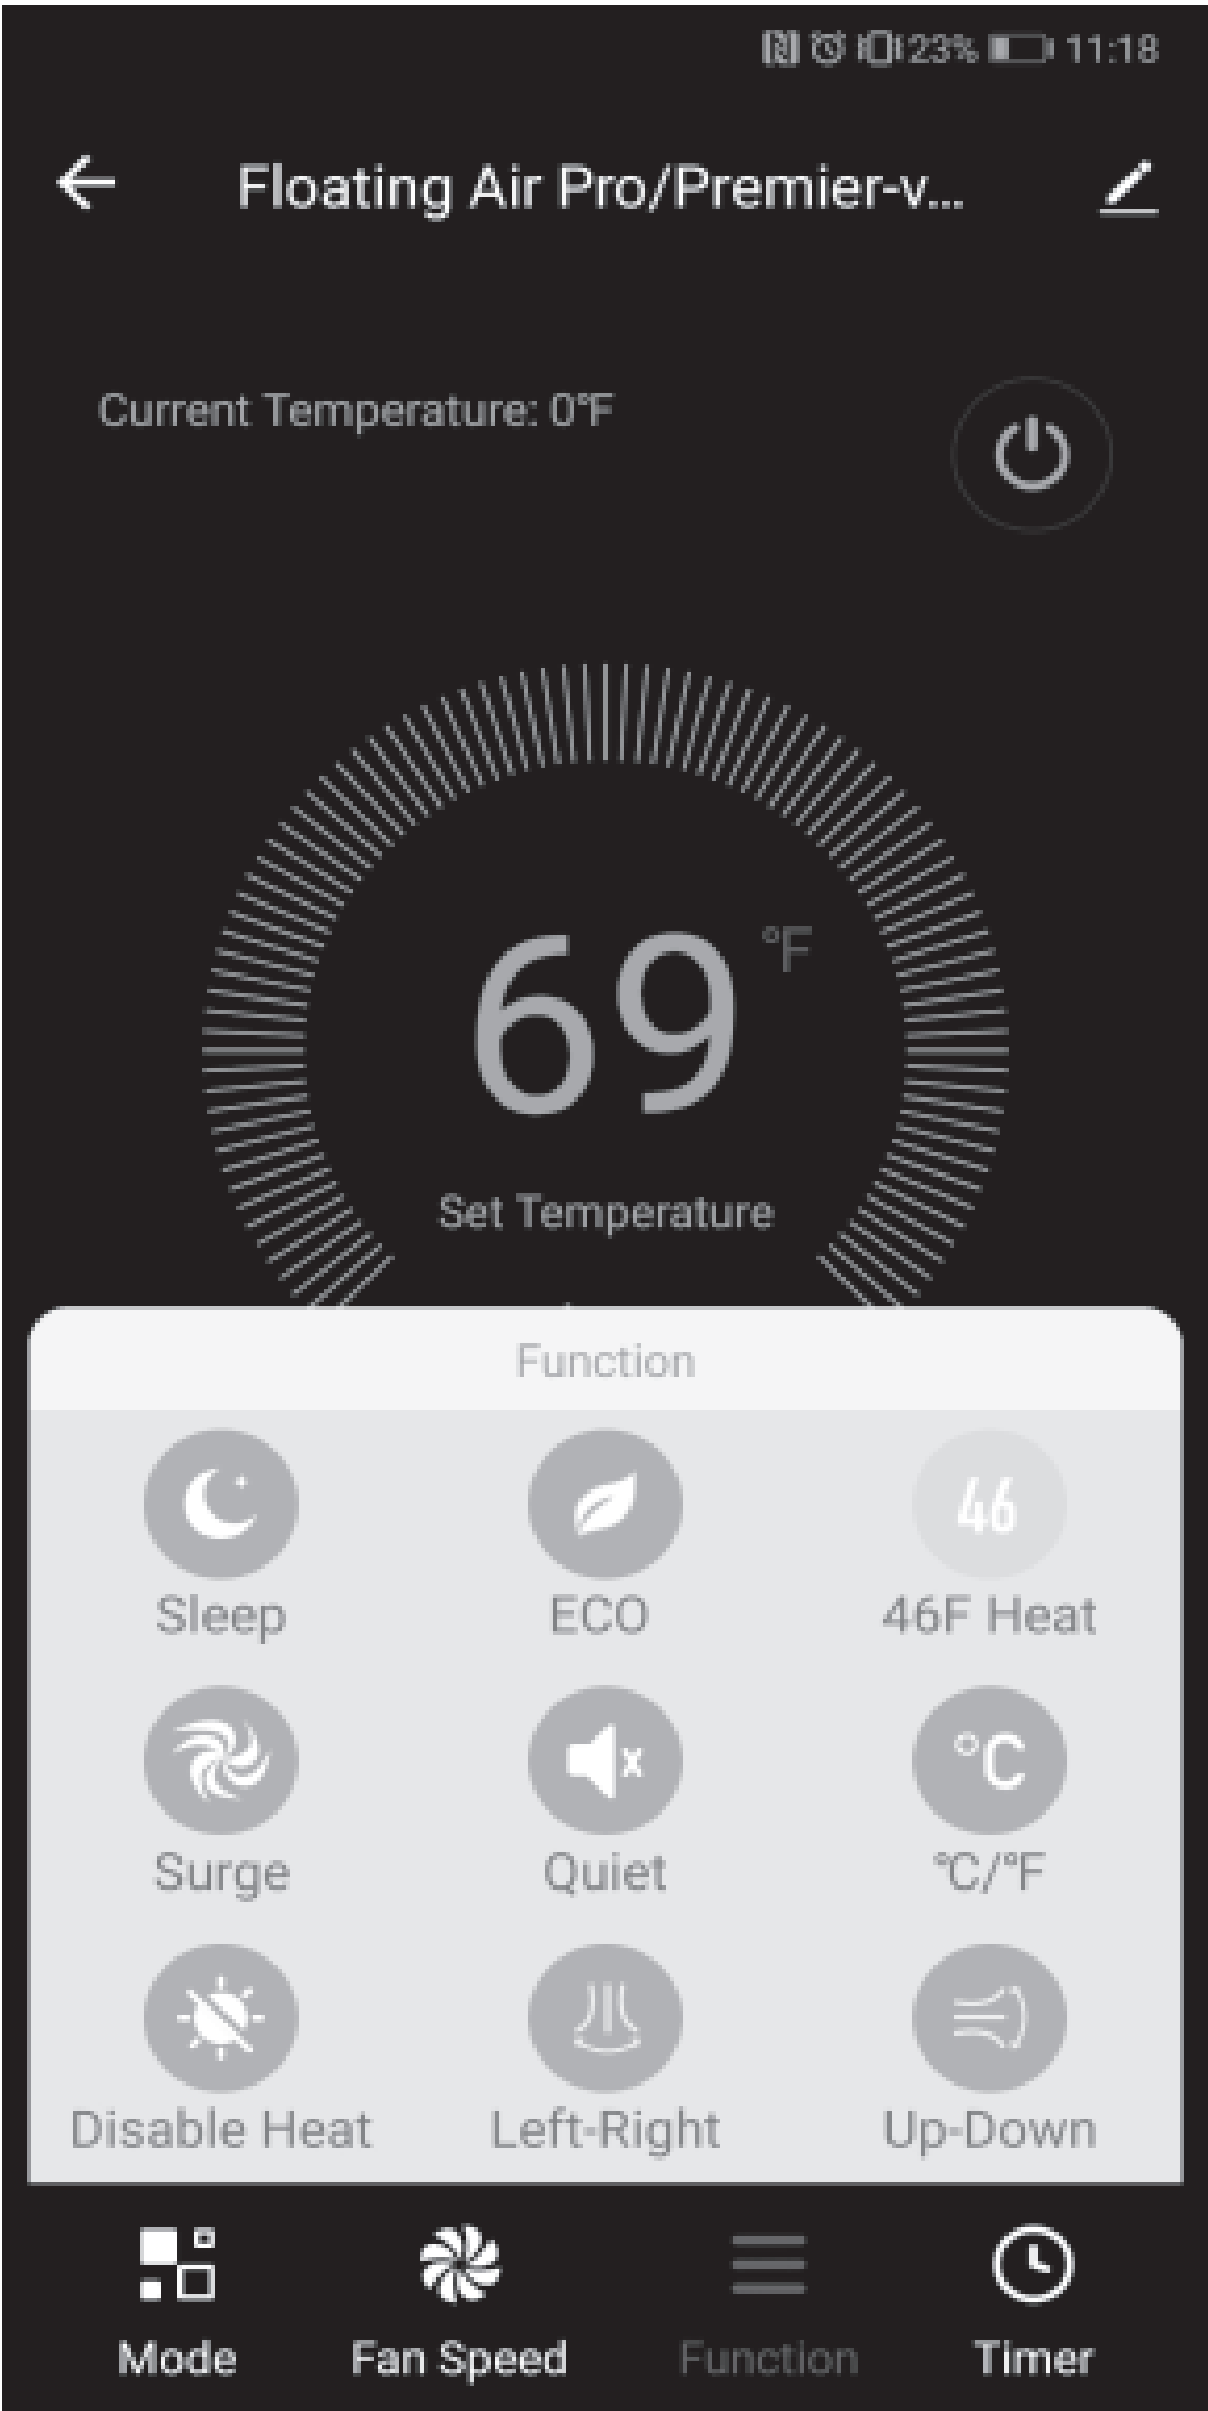 23% 11:18
Floating Air Pro/Premier-v...
Current Temperature: 0°F
69 °F
Set Temperature
Function
46
Sleep ECO 46F Heat
°C
Surge Quiet °C/°F
Disable Heat Left-Right Up-Down
Mode Fan Speed Function Timer